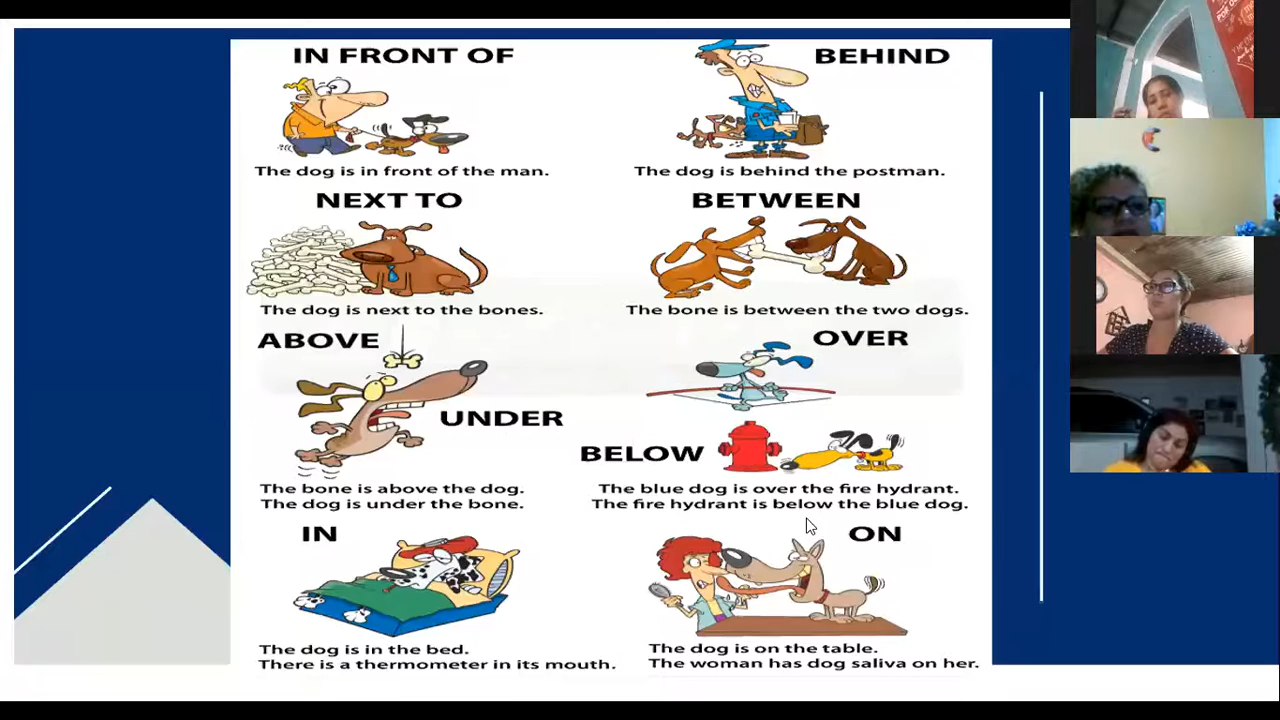 IN FRONT OF
The dog is in front of the man.
BEHIND
The dog is behind the postman.
NEXT TO
The dog is next to the bones.
BETWEEN
The bone is between the two dogs.
ABOVE
UNDER
The bone is above the dog.
The dog is under the bone.
OVER
BELOW
The blue dog is over the fire hydrant.
The fire hydrant is below the blue dog.
IN
The dog is in the bed.
There is a thermometer in its mouth.
ON
The dog is on the table.
The woman has dog saliva on her.